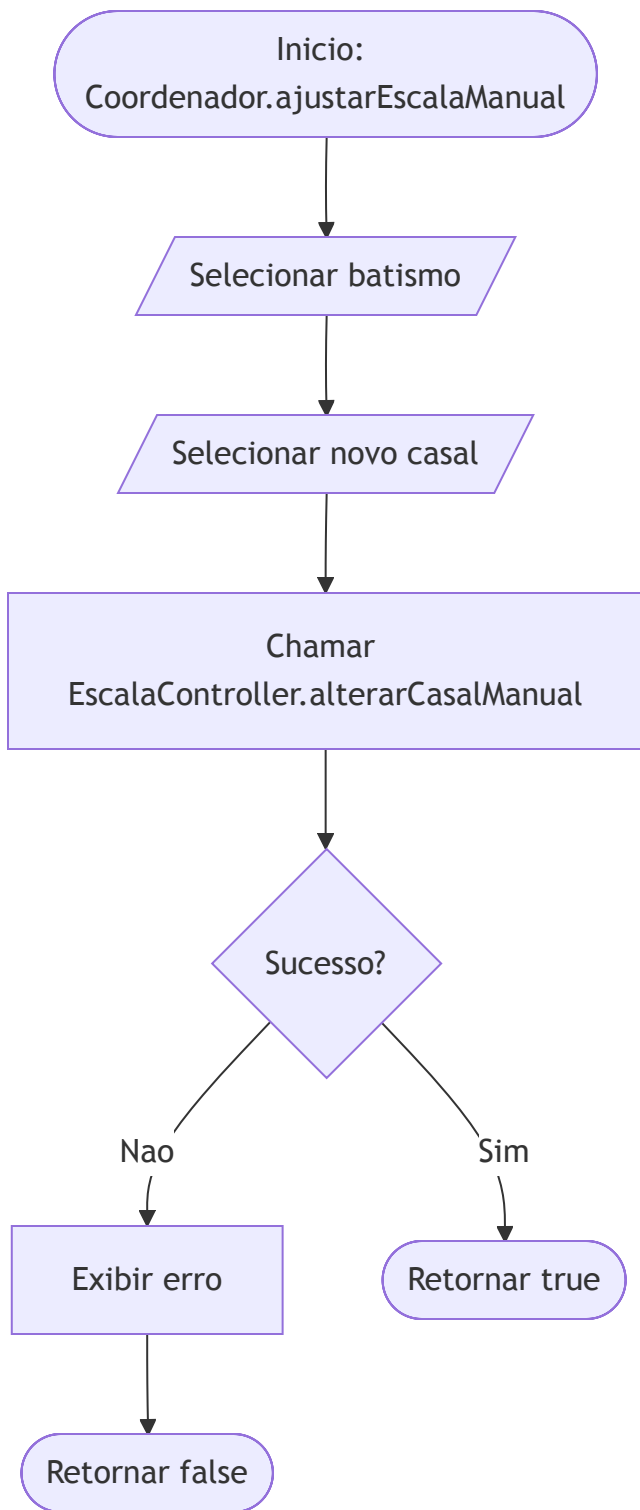 Inicio:
Coordenador.ajustarEscalaManual
Selecionar batismo
Selecionar novo casal
Chamar
EscalaController.alterarCasalManual
Sucesso?
Nao
Sim
Exibir erro
Retornar true
Retornar false